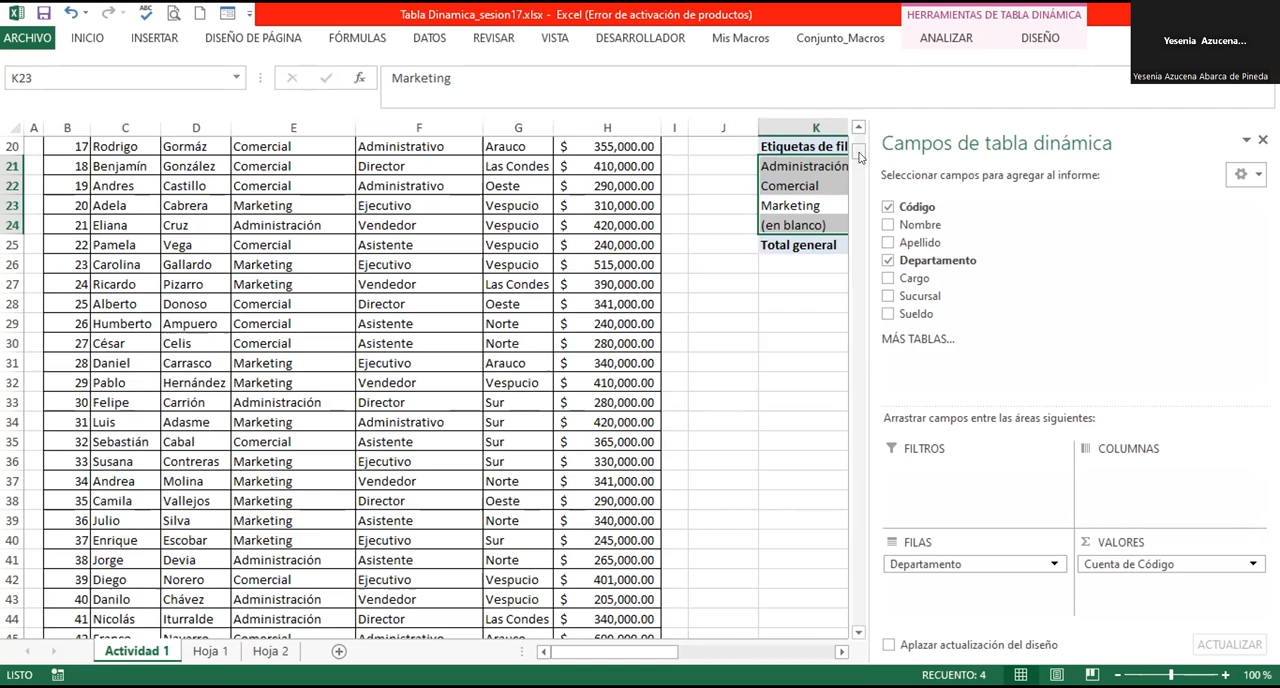 Tabla Dinamica_sesion17.xlsx - Excel (Error de activación de productos)
HERRAMIENTAS DE TABLA DINÁMICA
Yesenia Azucena...
Yesenia Azucena Abarca de Pineda
ARCHIVO INICIO INSERTAR DISEÑO DE PÁGINA FÓRMULAS DATOS REVISAR VISTA DESARROLLADOR Mis Macros Conjunto_Macros ANALIZAR DISEÑO
K23 fx Marketing
A B C D E F G H I J K
20 17 Rodrigo Gormáz Comercial Administrativo Arauco $ 355,000.00 Etiquetas de fil
21 18 Benjamín González Comercial Director Las Condes $ 410,000.00 Administración
22 19 Andres Castillo Comercial Administrativo Oeste $ 290,000.00 Comercial
23 20 Adela Cabrera Marketing Ejecutivo Vespucio $ 310,000.00 Marketing
24 21 Eliana Cruz Administración Vendedor Vespucio $ 420,000.00 (en blanco)
25 22 Pamela Vega Comercial Asistente Vespucio $ 240,000.00 Total general
26 23 Carolina Gallardo Marketing Ejecutivo Vespucio $ 515,000.00
27 24 Ricardo Pizarro Marketing Vendedor Las Condes $ 390,000.00
28 25 Alberto Donoso Comercial Director Oeste $ 341,000.00
29 26 Humberto Ampuero Comercial Asistente Norte $ 240,000.00
30 27 César Celis Comercial Asistente Norte $ 280,000.00
31 28 Daniel Carrasco Marketing Ejecutivo Arauco $ 340,000.00
32 29 Pablo Hernández Marketing Vendedor Vespucio $ 410,000.00
33 30 Felipe Carrión Administración Director Sur $ 280,000.00
34 31 Luis Adasme Marketing Administrativo Sur $ 420,000.00
35 32 Sebastián Cabal Comercial Asistente Sur $ 365,000.00
36 33 Susana Contreras Marketing Ejecutivo Sur $ 330,000.00
37 34 Andrea Molina Marketing Vendedor Norte $ 341,000.00
38 35 Camila Vallejos Marketing Director Oeste $ 290,000.00
39 36 Julio Silva Marketing Asistente Norte $ 340,000.00
40 37 Enrique Escobar Marketing Ejecutivo Sur $ 245,000.00
41 38 Jorge Devia Administración Asistente Norte $ 265,000.00
42 39 Diego Norero Comercial Ejecutivo Vespucio $ 401,000.00
43 40 Danilo Chávez Administración Vendedor Vespucio $ 205,000.00
44 41 Nicolás Iturralde Administración Director Las Condes $ 340,000.00
Campos de tabla dinámica
Seleccionar campos para agregar al informe:
Código
Nombre
Apellido
Departamento
Cargo
Sucursal
Sueldo
MÁS TABLAS...
Arrastrar campos entre las áreas siguientes:
FILTROS COLUMNAS
FILAS Σ VALORES
Departamento Cuenta de Código
Aplazar actualización del diseño ACTUALIZAR
Actividad 1 Hoja 1 Hoja 2
LISTO RECUENTO: 4 100 %